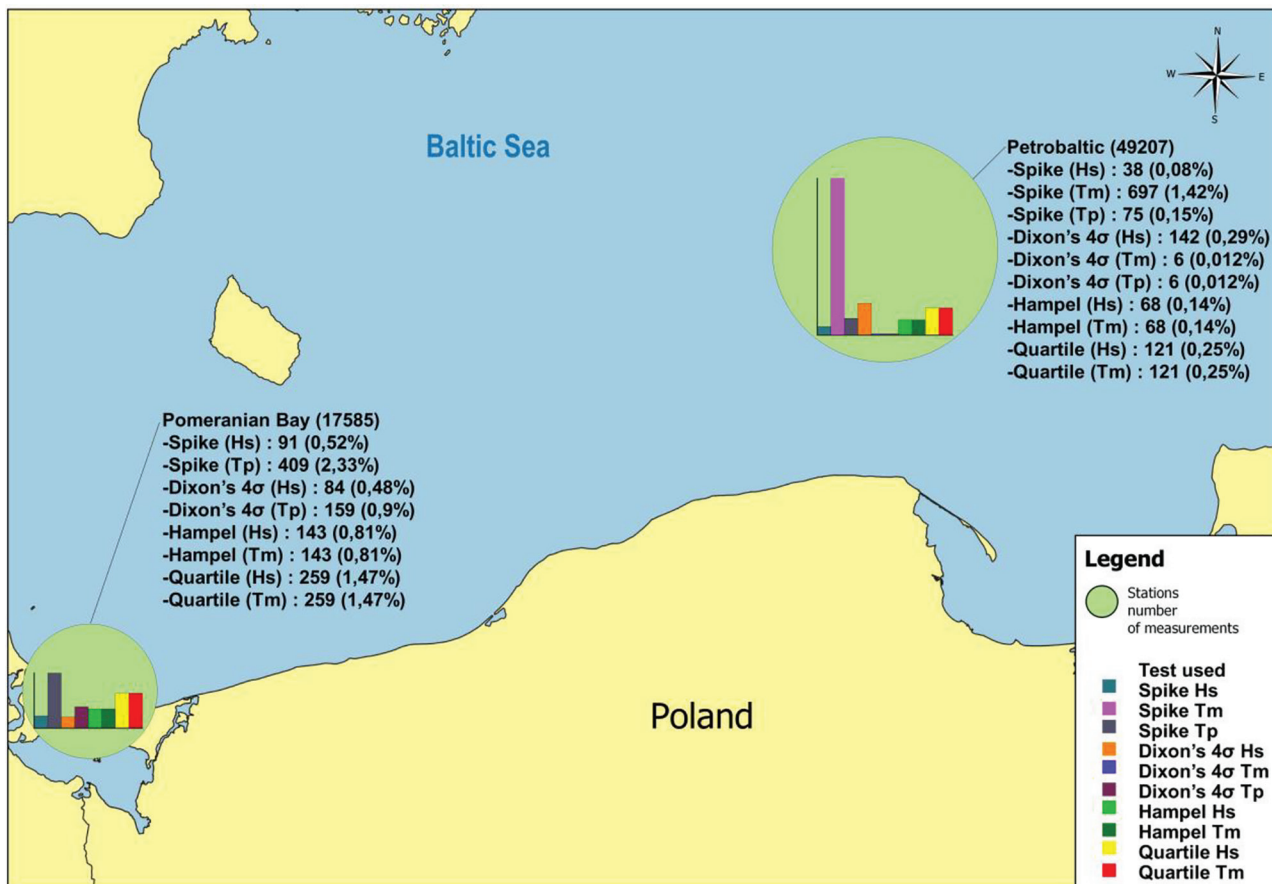 N
W
E
S
Baltic Sea
Petrobaltic (49207)
-Spike (Hs) : 38 (0,08%)
-Spike (Tm) : 697 (1,42%)
-Spike (Tp) : 75 (0,15%)
-Dixon's 4σ (Hs) : 142 (0,29%)
-Dixon's 4σ (Tm) : 6 (0,012%)
-Dixon's 4σ (Tp) : 6 (0,012%)
-Hampel (Hs) : 68 (0,14%)
-Hampel (Tm) : 68 (0,14%)
-Quartile (Hs) : 121 (0,25%)
-Quartile (Tm) : 121 (0,25%)
Pomeranian Bay (17585)
-Spike (Hs) : 91 (0,52%)
-Spike (Tp) : 409 (2,33%)
-Dixon's 4σ (Hs) : 84 (0,48%)
-Dixon's 4σ (Tp) : 159 (0,9%)
-Hampel (Hs) : 143 (0,81%)
-Hampel (Tm) : 143 (0,81%)
-Quartile (Hs) : 259 (1,47%)
-Quartile (Tm) : 259 (1,47%)
Poland
Legend
Stations
number
of measurements
Test used
Spike Hs
Spike Tm
Spike Tp
Dixon's 4σ Hs
Dixon's 4σ Tm
Dixon's 4σ Tp
Hampel Hs
Hampel Tm
Quartile Hs
Quartile Tm